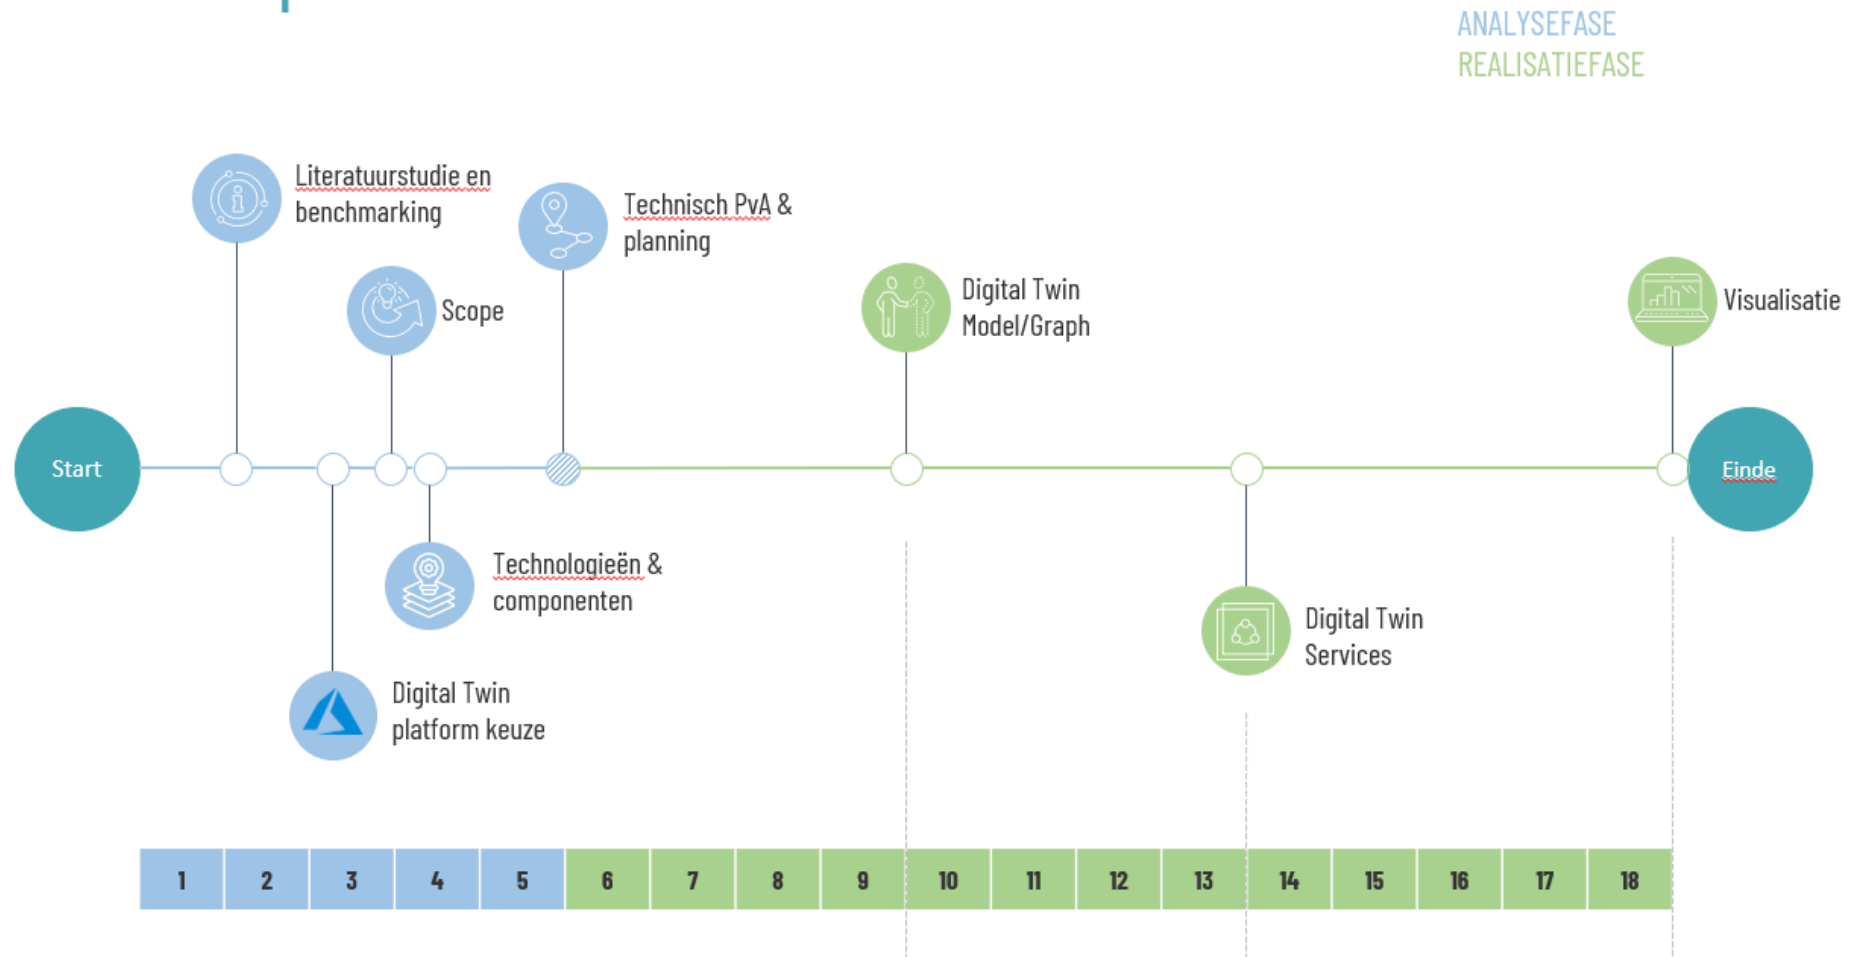 ANALYSEFASE
REALISATIEFASE
Literatuurstudie en
benchmarking
Technisch PvA &
planning
Scope
Digital Twin
Model/Graph
Visualisatie
Start
Einde
Technologieën &
componenten
Digital Twin
Services
Digital Twin
platform keuze
1 2 3 4 5 6 7 8 9 10 11 12 13 14 15 16 17 18